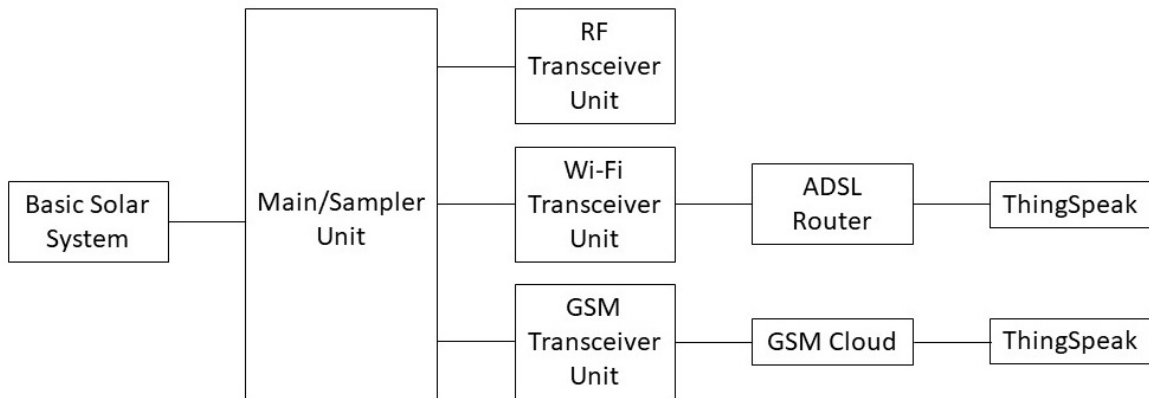 Basic Solar
System
Main/Sampler
Unit
RF
Transceiver
Unit
Wi-Fi
Transceiver
Unit
ADSL
Router
ThingSpeak
GSM
Transceiver
Unit
GSM Cloud
ThingSpeak